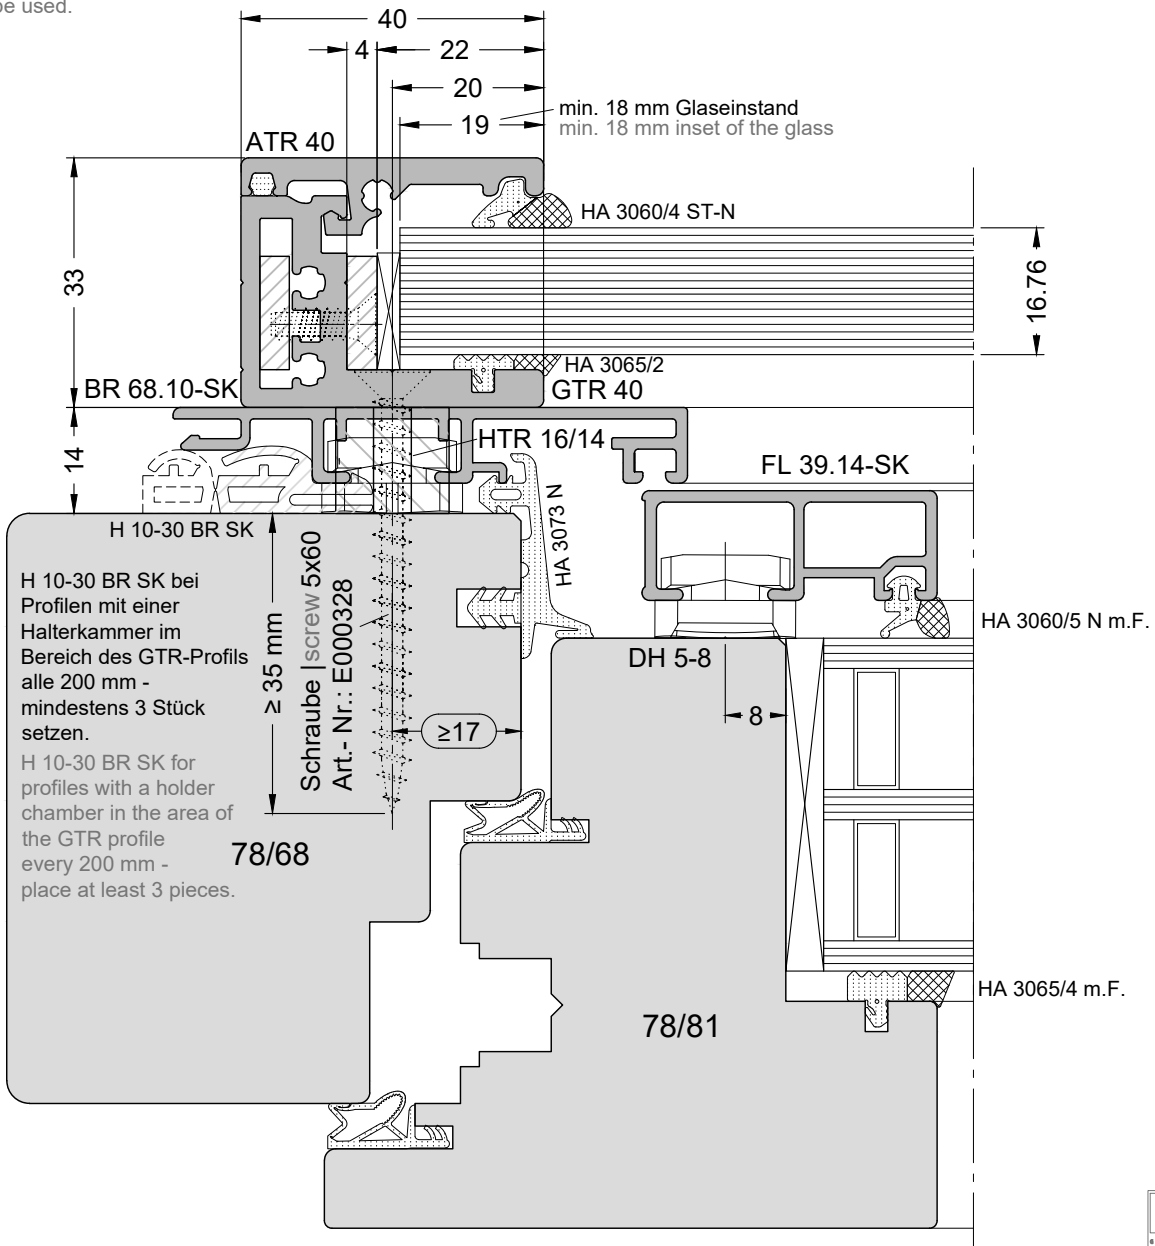 be used.
40
4
22
20
19
min. 18 mm Glaseinstand
min. 18 mm inset of the glass
ATR 40
HA 3060/4 ST-N
33
16.76
HA 3065/2
BR 68.10-SK
GTR 40
14
HTR 16/14
FL 39.14-SK
HA 3073 N
H 10-30 BR SK
H 10-30 BR SK bei
Profilen mit einer
Halterkammer im
Bereich des GTR-Profils
alle 200 mm -
mindestens 3 Stück
setzen.
H 10-30 BR SK for
profiles with a holder
chamber in the area of
the GTR profile
every 200 mm -
place at least 3 pieces.
≥ 35 mm
Schraube | screw 5x60
Art.- Nr.: E000328
≥17
HA 3060/5 N m.F.
DH 5-8
8
78/68
HA 3065/4 m.F.
78/81